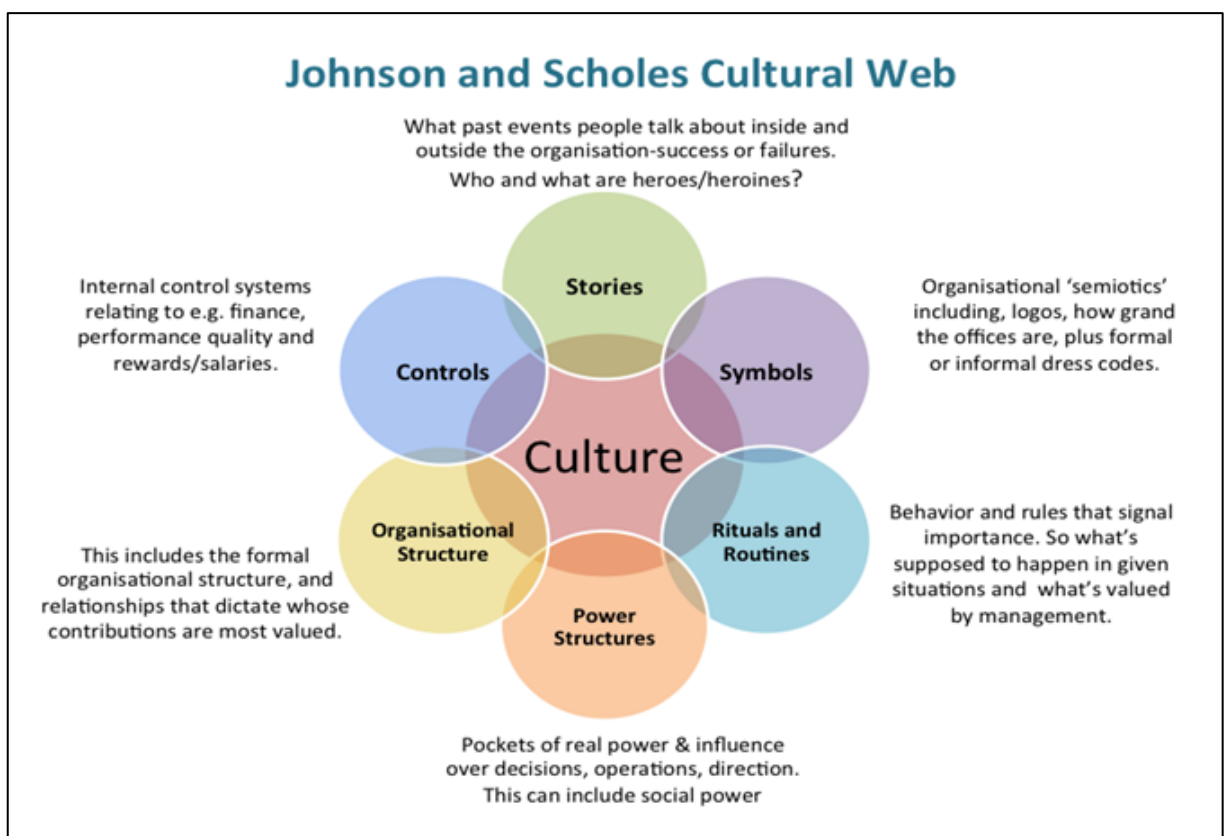 Johnson and Scholes Cultural Web
What past events people talk about inside and
outside the organisation-success or failures.
Who and what are heroes/heroines?
Stories
Internal control systems
relating to e.g. finance,
performance quality and
rewards/salaries.
Controls
Symbols
Organisational ‘semiotics’
including, logos, how grand
the offices are, plus formal
or informal dress codes.
Culture
This includes the formal
organisational structure, and
relationships that dictate whose
contributions are most valued.
Organisational
Structure
Rituals and
Routines
Behavior and rules that signal
importance. So what’s
supposed to happen in given
situations and what’s valued
by management.
Power
Structures
Pockets of real power & influence
over decisions, operations, direction.
This can include social power